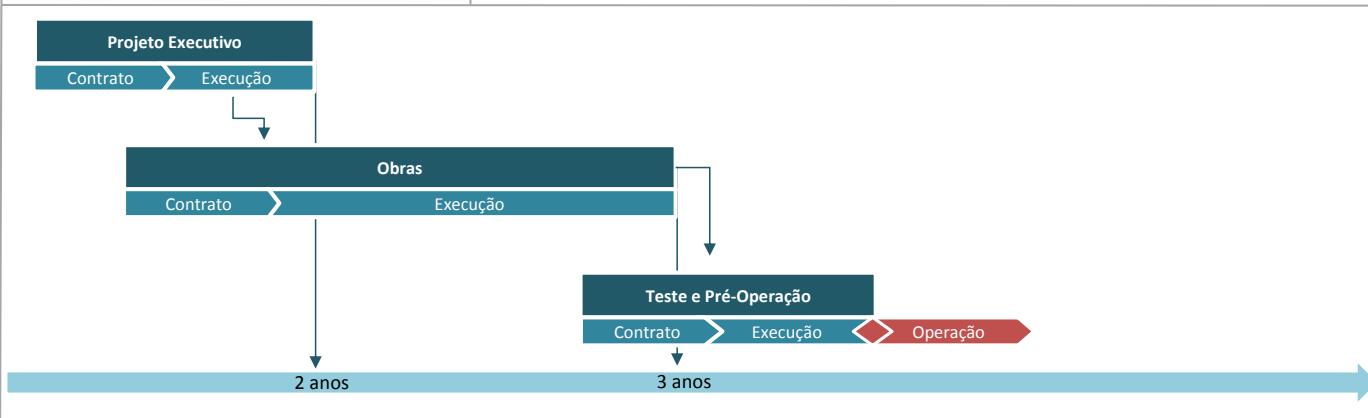 Projeto Executivo
Contrato
Execução
Obras
Contrato
Execução
Teste e Pré-Operação
Contrato
Execução
Operação
2 anos
3 anos